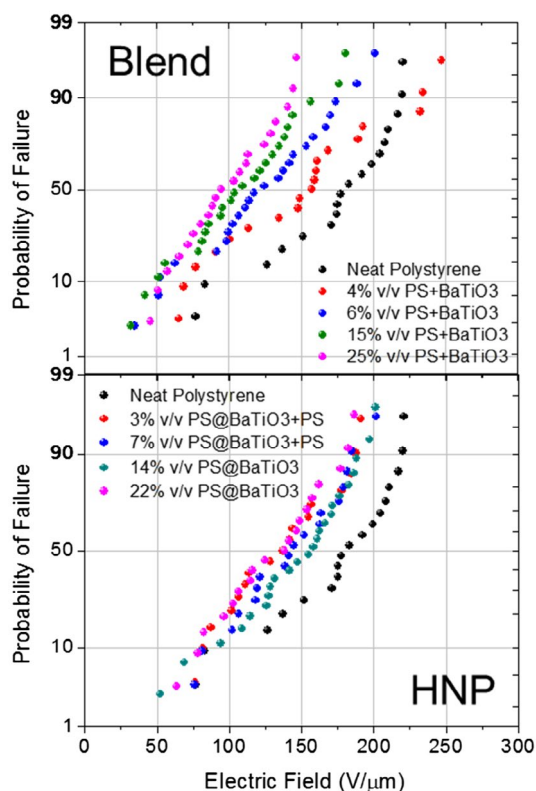 99
Blend
90
Probability of Failure
50
Neat Polystyrene
4% v/v PS+BaTiO3
10
6% v/v PS+BaTiO3
15% v/v PS+BaTiO3
25% v/v PS+BaTiO3
1
99
Neat Polystyrene
3% v/v PS@BaTiO3+PS
90
7% v/v PS@BaTiO3+PS
14% v/v PS@BaTiO3
22% v/v PS@BaTiO3
Probability of Failure
50
10
HNP
1
0 50 100 150 200 250 300
Electric Field (V/μm)